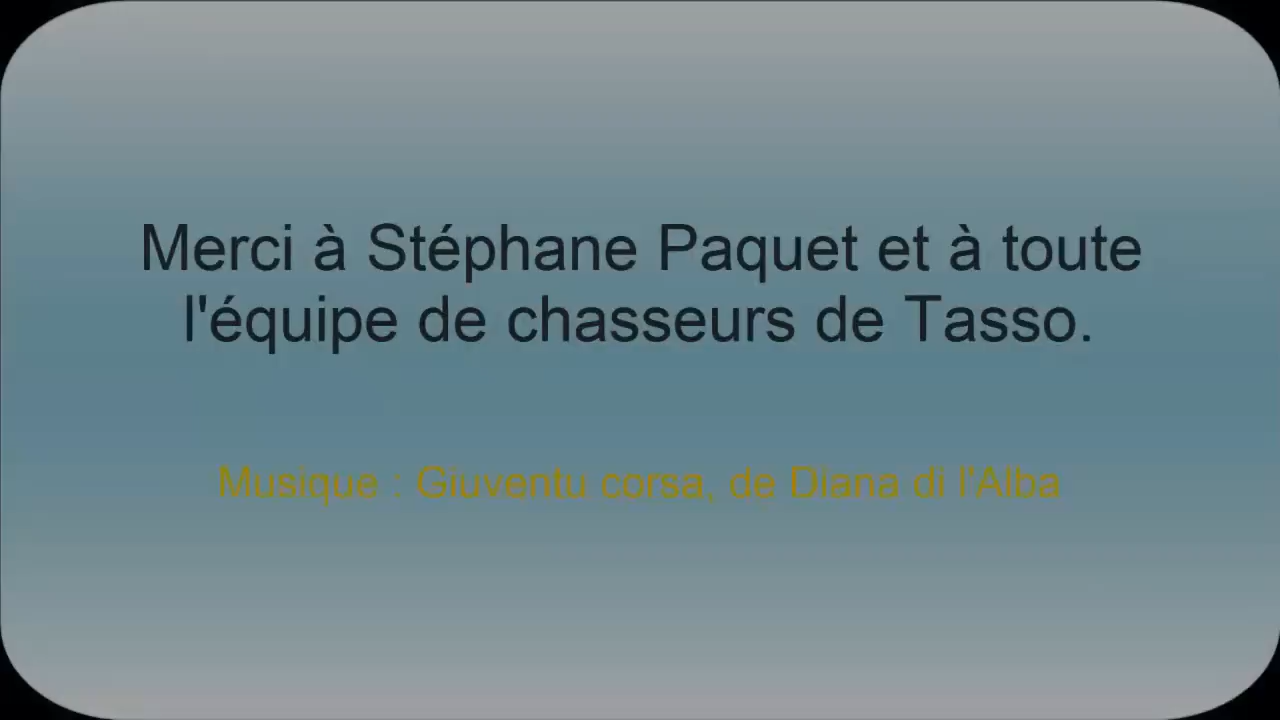 Merci à Stéphane Paquet et à toute
l'équipe de chasseurs de Tasso.
Musique : Giuventu corsa, de Diana di l'Alba